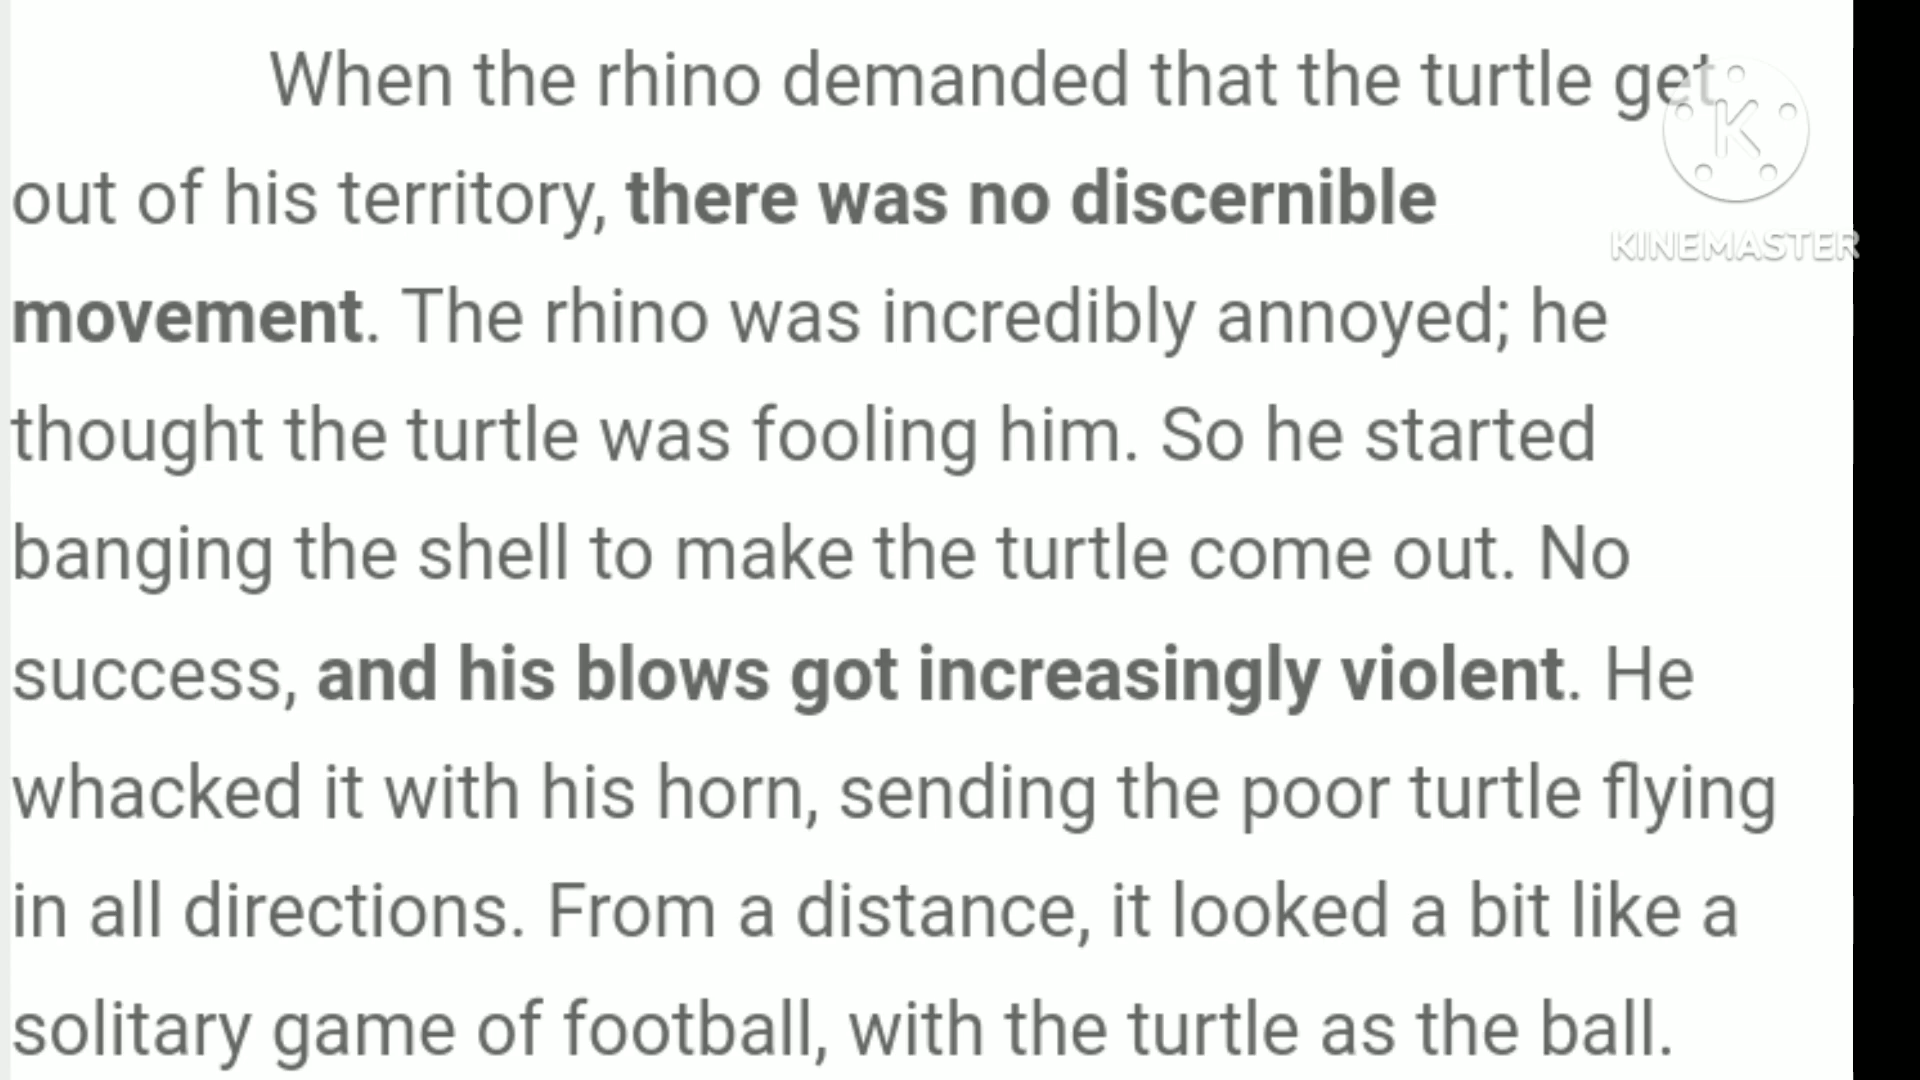 When the rhino demanded that the turtle get
out of his territory, there was no discernible
movement. The rhino was incredibly annoyed; he
thought the turtle was fooling him. So he started
banging the shell to make the turtle come out. No
success, and his blows got increasingly violent. He
whacked it with his horn, sending the poor turtle flying
in all directions. From a distance, it looked a bit like a
solitary game of football, with the turtle as the ball.
K
KINEMASTER